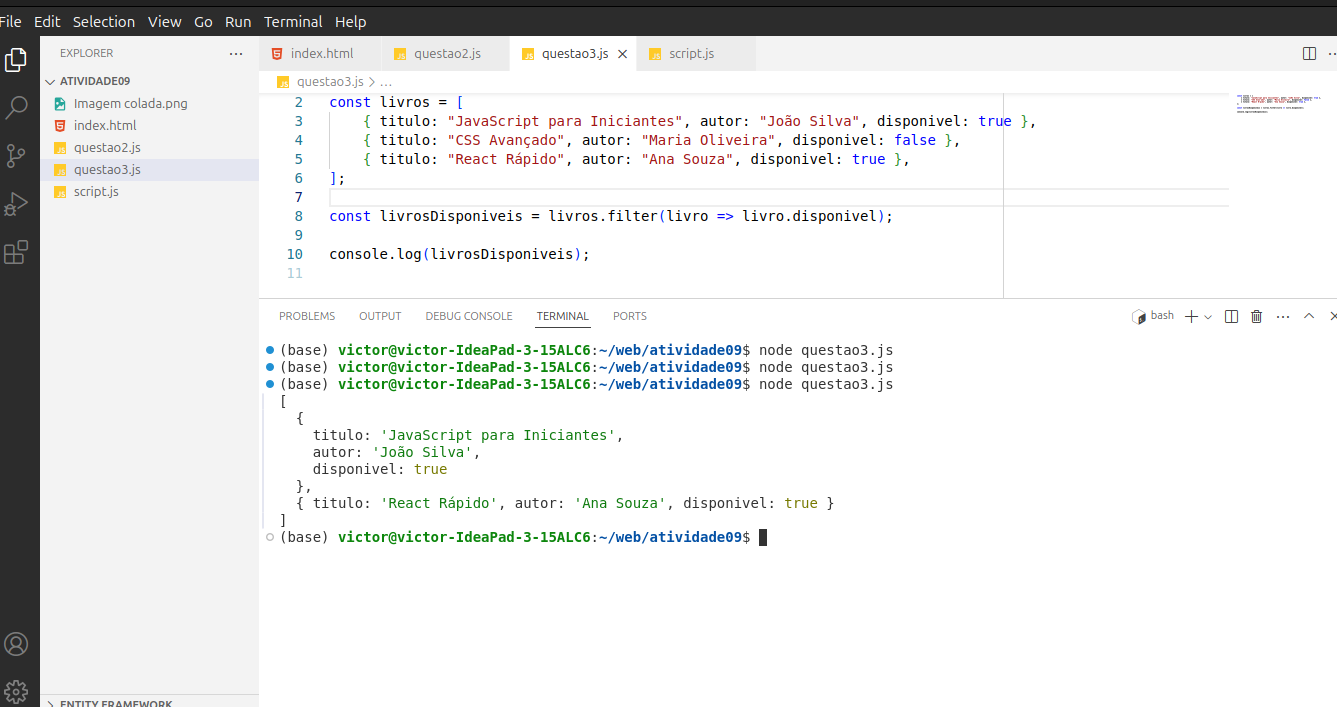 File Edit Selection View Go Run Terminal Help
EXPLORER
ATIVIDADE09
Imagem colada.png
index.html
questao2.js
questao3.js
script.js
ENTITY FRAMEWORK
index.html questao2.js questao3.js script.js
questao3.js > ...
2 const livros = [
3 { titulo: "JavaScript para Iniciantes", autor: "João Silva", disponivel: true },
4 { titulo: "CSS Avançado", autor: "Maria Oliveira", disponivel: false },
5 { titulo: "React Rápido", autor: "Ana Souza", disponivel: true },
6 ];
7
8 const livrosDisponiveis = livros.filter(livro => livro.disponivel);
9
10 console.log(livrosDisponiveis);
11
PROBLEMS OUTPUT DEBUG CONSOLE TERMINAL PORTS
bash
(base) victor@victor-IdeaPad-3-15ALC6:~/web/atividade09$ node questao3.js
(base) victor@victor-IdeaPad-3-15ALC6:~/web/atividade09$ node questao3.js
(base) victor@victor-IdeaPad-3-15ALC6:~/web/atividade09$ node questao3.js
[
{
titulo: 'JavaScript para Iniciantes',
autor: 'João Silva',
disponivel: true
},
{ titulo: 'React Rápido', autor: 'Ana Souza', disponivel: true }
]
(base) victor@victor-IdeaPad-3-15ALC6:~/web/atividade09$